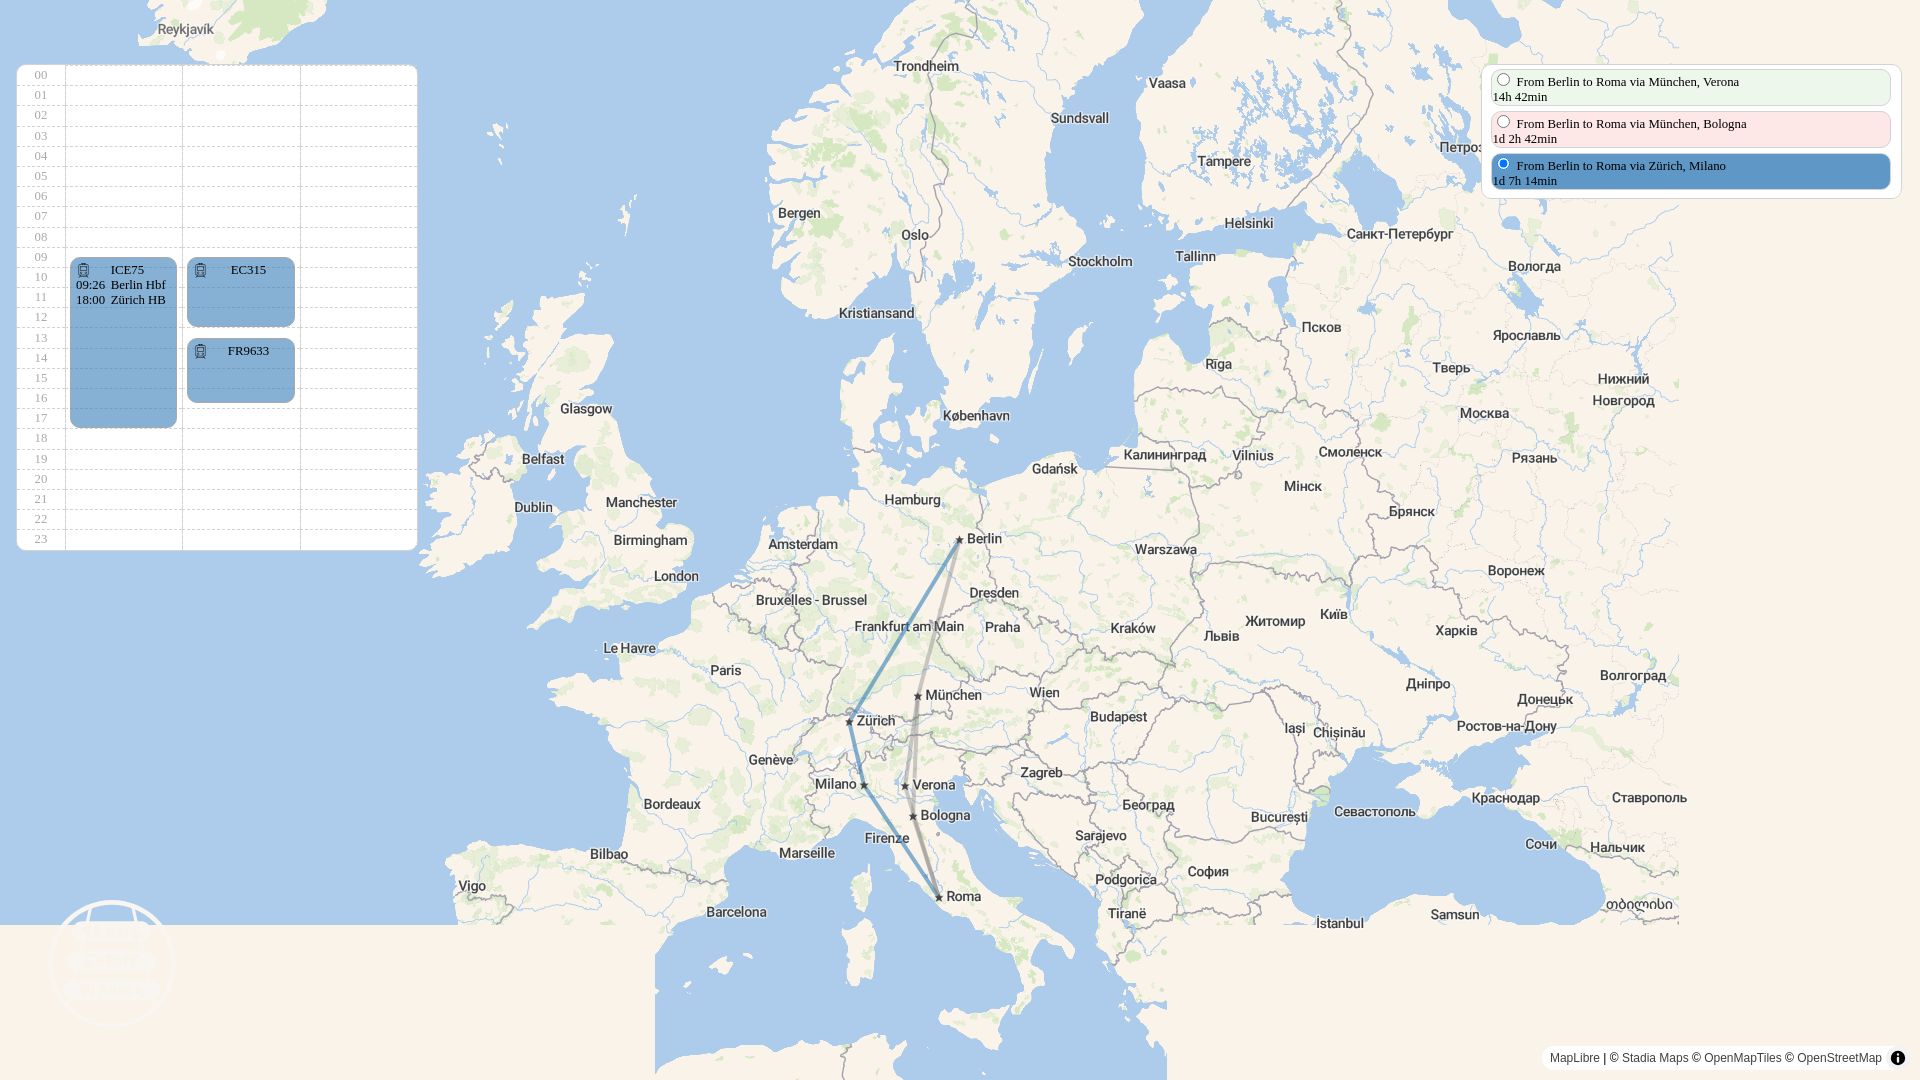 00
01
02
03
04
05
06
07
08
09
10
11
12
13
14
15
16
17
18
19
20
21
22
23
ICE75
09:26 Berlin Hbf
18:00 Zürich HB
EC315
FR9633
From Berlin to Roma via München, Verona
14h 42min
From Berlin to Roma via München, Bologna
1d 2h 42min
From Berlin to Roma via Zürich, Milano
1d 7h 14min
Reykjavík
Trondheim
Vaasa
Sundsvall
Петроз
Tampere
Bergen
Helsinki
Oslo
Санкт-Петербург
Stockholm
Tallinn
Вологда
Kristiansand
Псков
Ярославль
Rīga
Тверь
Нижний
Новгород
Glasgow
København
Москва
Belfast
Gdańsk
Калининград
Vilnius
Смоленск
Рязань
Hamburg
Мінск
Manchester
Dublin
Брянск
Birmingham
Amsterdam
Berlin
Warszawa
London
Воронеж
Bruxelles - Brussel
Dresden
Frankfurt am Main
Praha
Kraków
Львів
Житомир
Київ
Харків
Le Havre
Paris
München
Wien
Дніпро
Волгоград
Донецьк
Zürich
Budapest
Iași
Chișinău
Ростов-на-Дону
Genève
Zagreb
Milano
Verona
Bordeaux
Београд
Краснодар
Ставрополь
Bologna
București
Севастополь
Firenze
Sarajevo
Marseille
Bilbao
Сочи
Нальчик
Vigo
Podgorica
София
Roma
Barcelona
Tiranë
İstanbul
Samsun
თბილისი
MapLibre | © Stadia Maps © OpenMapTiles © OpenStreetMap